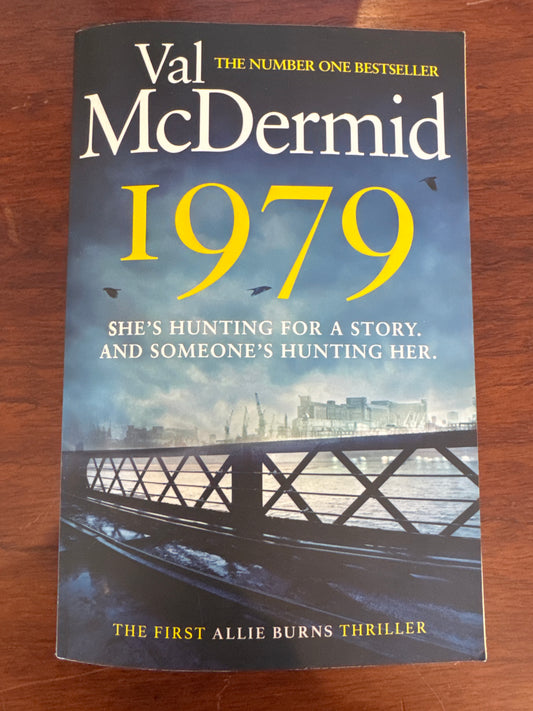 Val
THE NUMBER ONE BESTSELLER
McDermid
1979
SHE'S HUNTING FOR A STORY.
AND SOMEONE'S HUNTING HER.
THE FIRST ALLIE BURNS THRILLER